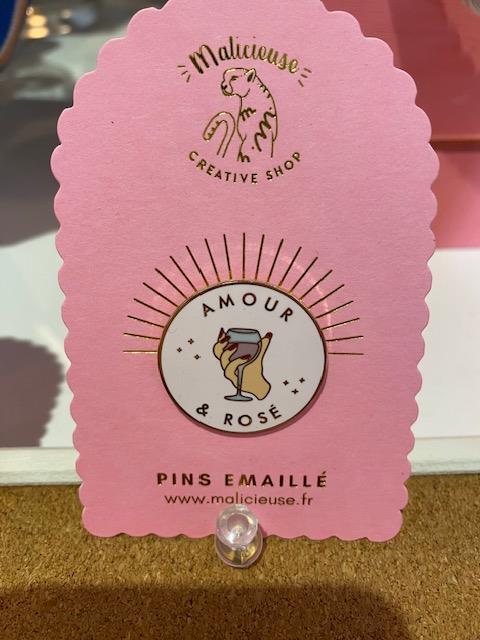 Malicieuse
CREATIVE SHOP
AMOUR
& ROSÉ
PINS EMAILLÉ
www.malicieuse.fr